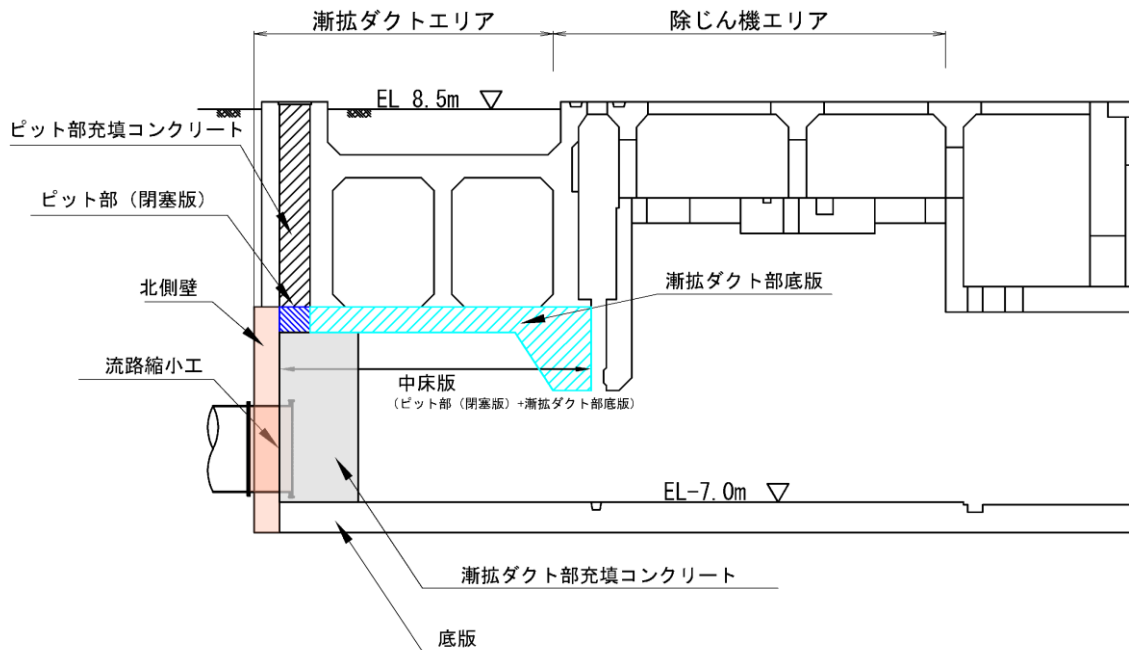 漸拡ダクトエリア
除じん機エリア
EL 8.5m
ピット部充填コンクリート
ピット部（閉塞版）
北側壁
漸拡ダクト部底版
流路縮小工
中床版
（ピット部（閉塞版）+漸拡ダクト部底版）
EL-7.0m
漸拡ダクト部充填コンクリート
底版